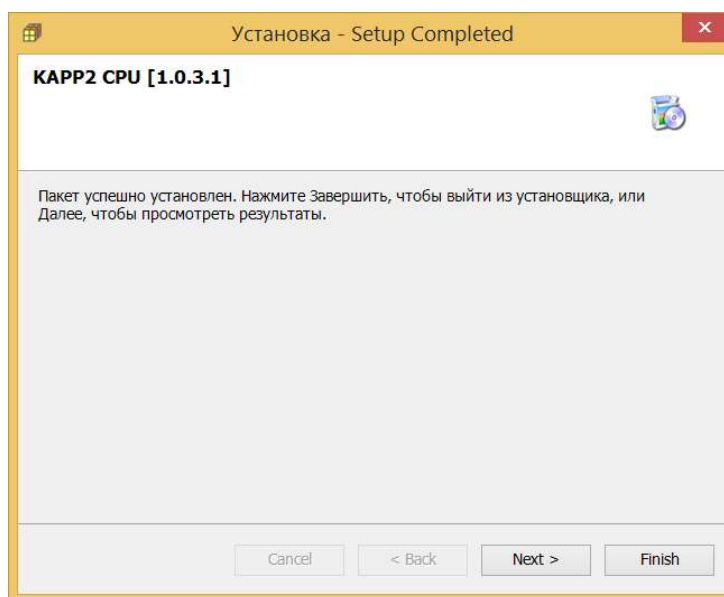 Установка - Setup Completed
KAPP2 CPU [1.0.3.1]
Пакет успешно установлен. Нажмите Завершить, чтобы выйти из установщика, или
Далее, чтобы просмотреть результаты.
Cancel
< Back
Next >
Finish